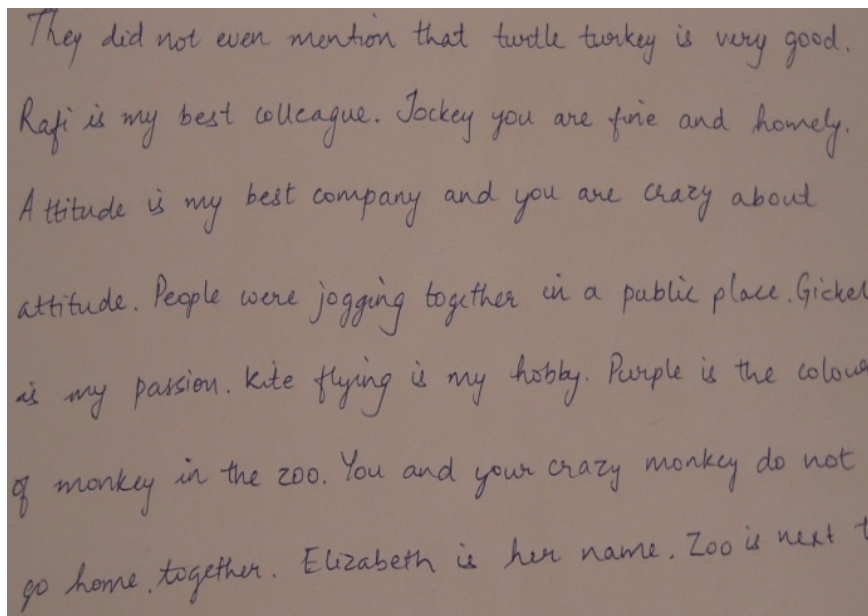 They did not even mention that turtle turkey is very good.
Rafi is my best colleague. Jockey you are fine and homely.
Attitude is my best company and you are crazy about
attitude. People were jogging together in a public place. Gickel
is my passion. Kite flying is my hobby. Purple is the colou
of monkey in the zoo. You and your crazy monkey do not
go home. together. Elizabeth is her name. Zoo is next t